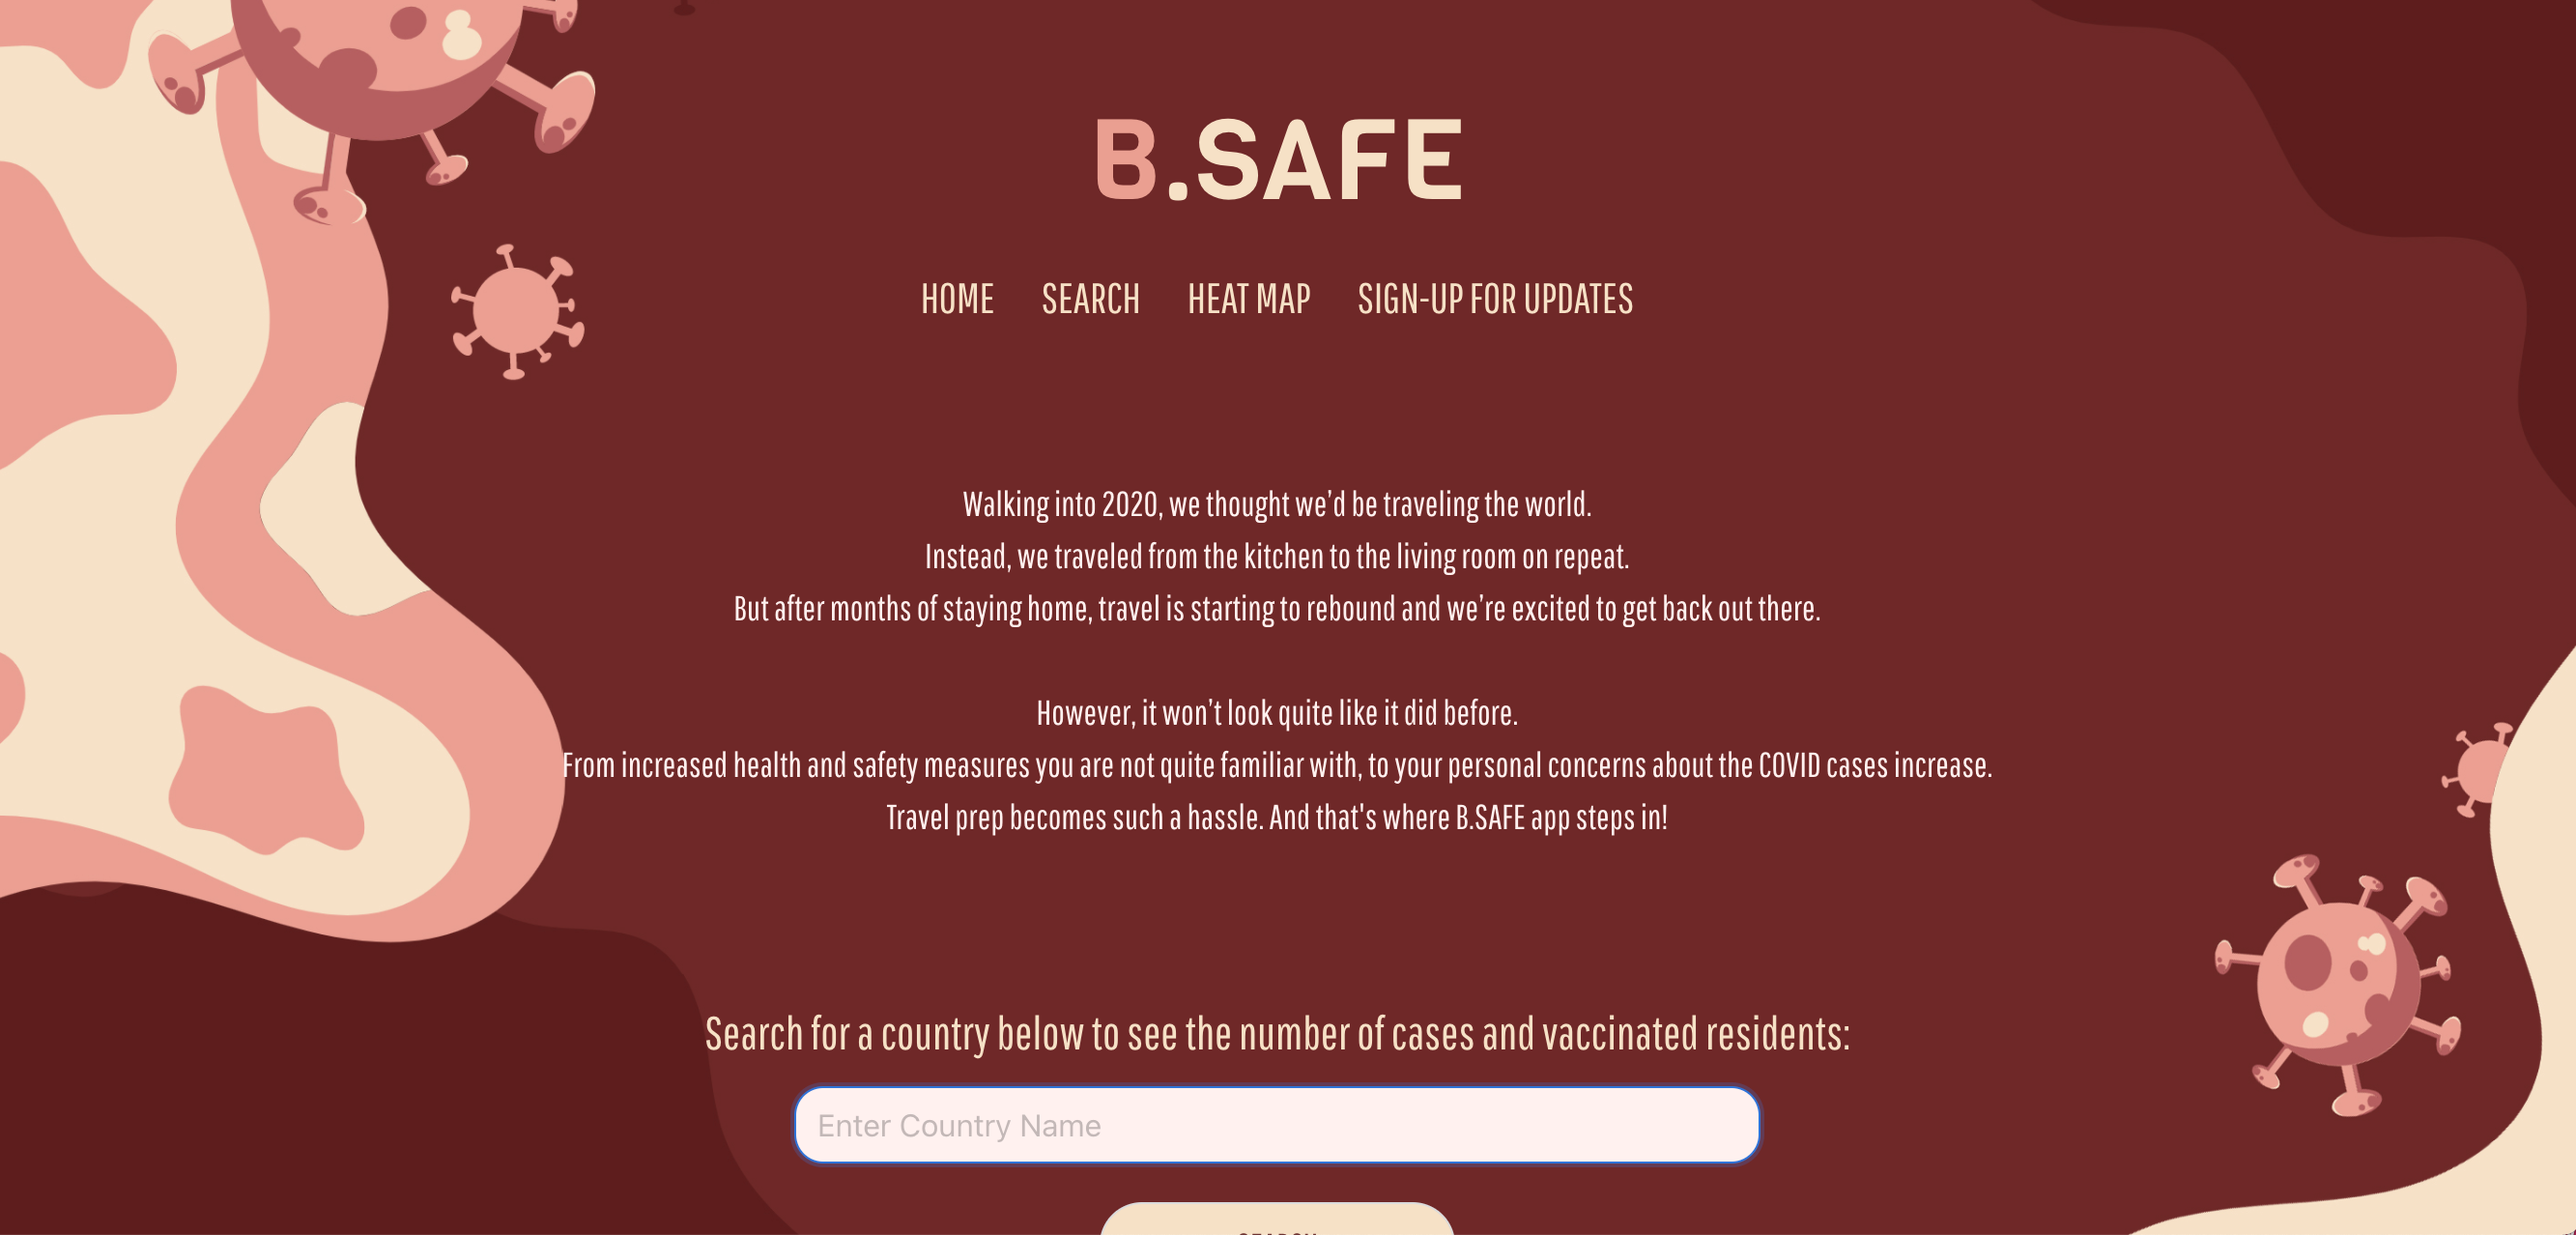 B.SAFE
HOME SEARCH HEAT MAP SIGN-UP FOR UPDATES
Walking into 2020, we thought we’d be traveling the world.
Instead, we traveled from the kitchen to the living room on repeat.
But after months of staying home, travel is starting to rebound and we’re excited to get back out there.
However, it won’t look quite like it did before.
From increased health and safety measures you are not quite familiar with, to your personal concerns about the COVID cases increase.
Travel prep becomes such a hassle. And that's where B.SAFE app steps in!
Search for a country below to see the number of cases and vaccinated residents:
Enter Country Name